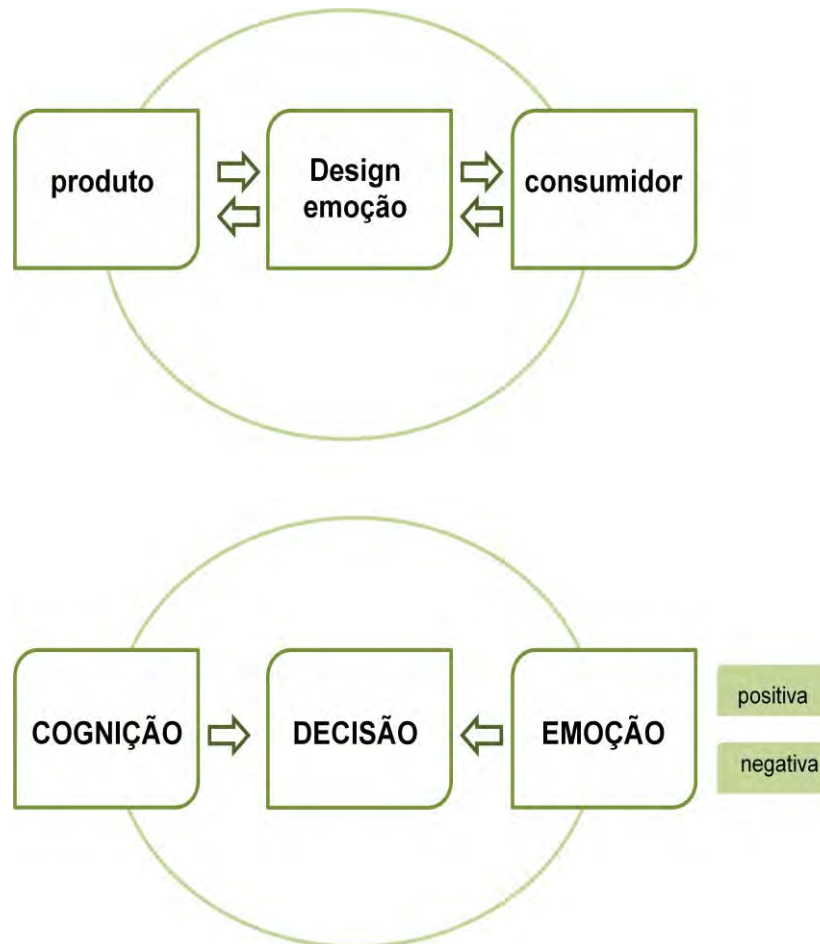 produto
Design
emoção
consumidor
COGNIÇÃO
DECISÃO
EMOÇÃO
positiva
negativa